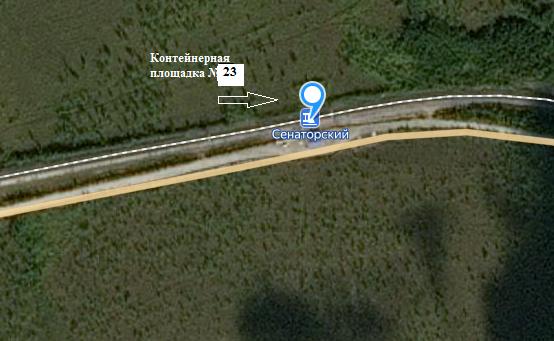 Контейнерная
площадка № 23
Сенаторский